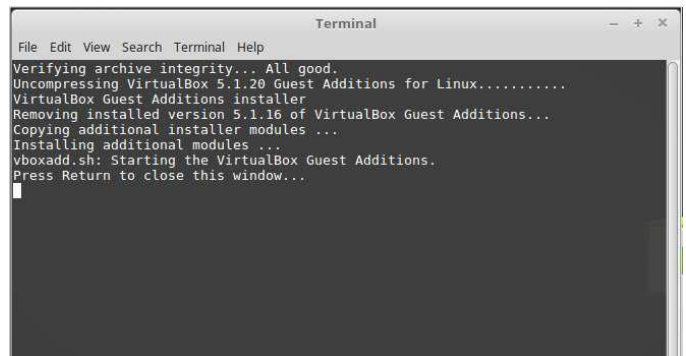 Terminal
File Edit View Search Terminal Help
Verifying archive integrity... All good.
Uncompressing VirtualBox 5.1.20 Guest Additions for Linux...........
VirtualBox Guest Additions installer
Removing installed version 5.1.16 of VirtualBox Guest Additions...
Copying additional installer modules ...
Installing additional modules ...
vboxadd.sh: Starting the VirtualBox Guest Additions.
Press Return to close this window...